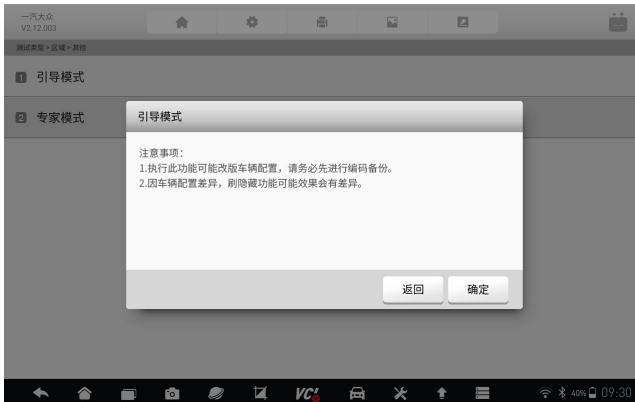 一汽大众
V2.12.003
测试类型 > 区域 > 其他
1 引导模式
2 专家模式
引导模式
注意事项：
1.执行此功能可能改版车辆配置，请务必先进行编码备份。
2.因车辆配置差异，刷隐藏功能可能效果会有差异。
返回
确定
VCI
40%
09:30